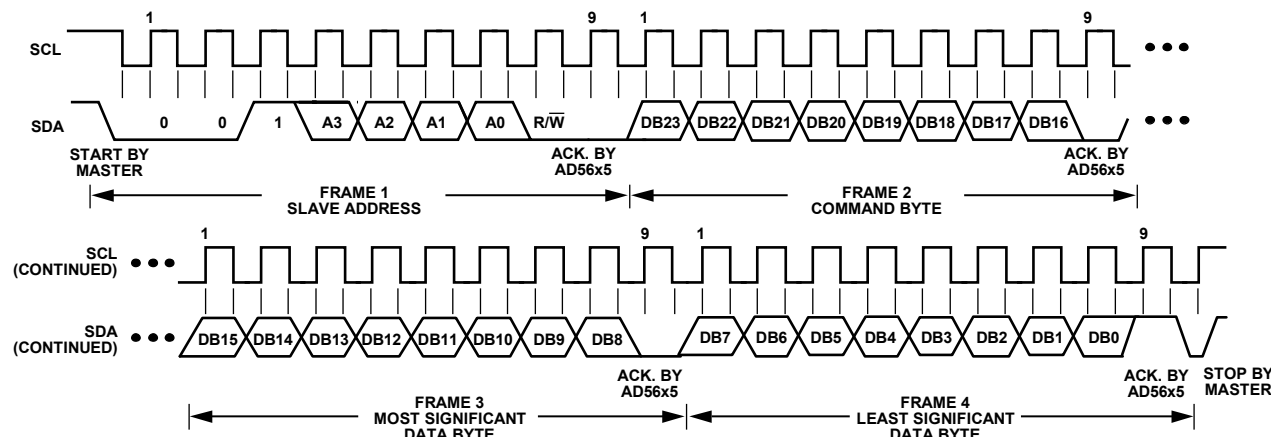 1 9 1 9
SCL
SDA 0 0 1 A3 A2 A1 A0 R/W̅ DB23 DB22 DB21 DB20 DB19 DB18 DB17 DB16
START BY
MASTER
ACK. BY
AD56x5
ACK. BY
AD56x5
FRAME 1
SLAVE ADDRESS
FRAME 2
COMMAND BYTE
1 9 1 9
SCL
(CONTINUED)
SDA
(CONTINUED)
DB15 DB14 DB13 DB12 DB11 DB10 DB9 DB8 DB7 DB6 DB5 DB4 DB3 DB2 DB1 DB0
ACK. BY
AD56x5
ACK. BY
AD56x5
STOP BY
MASTER
FRAME 3
MOST SIGNIFICANT
DATA BYTE
FRAME 4
LEAST SIGNIFICANT
DATA BYTE